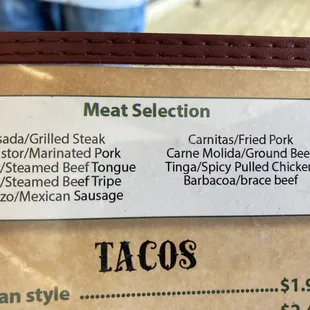 Meat Selection
sada/Grilled Steak
stor/Marinated Pork
/Steamed Beef Tongue
/Steamed Beef Tripe
zo/Mexican Sausage
Carnitas/Fried Pork
Carne Molida/Ground Bee
Tinga/Spicy Pulled Chicken
Barbacoa/brace beef
TACOS
an style ........................................ $1.9